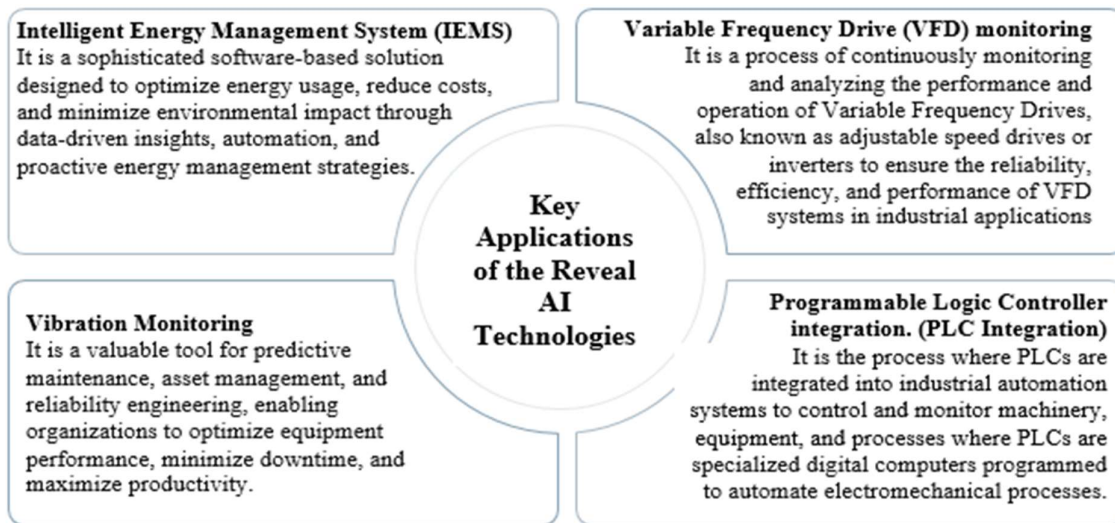 Intelligent Energy Management System (IEMS)
It is a sophisticated software-based solution
designed to optimize energy usage, reduce costs,
and minimize environmental impact through
data-driven insights, automation, and
proactive energy management strategies.
Variable Frequency Drive (VFD) monitoring
It is a process of continuously monitoring
and analyzing the performance and
operation of Variable Frequency Drives,
also known as adjustable speed drives or
inverters to ensure the reliability,
efficiency, and performance of VFD
systems in industrial applications
Key
Applications
of the Reveal
AI
Technologies
Vibration Monitoring
It is a valuable tool for predictive
maintenance, asset management, and
reliability engineering, enabling
organizations to optimize equipment
performance, minimize downtime, and
maximize productivity.
Programmable Logic Controller
integration. (PLC Integration)
It is the process where PLCs are
integrated into industrial automation
systems to control and monitor machinery,
equipment, and processes where PLCs are
specialized digital computers programmed
to automate electromechanical processes.